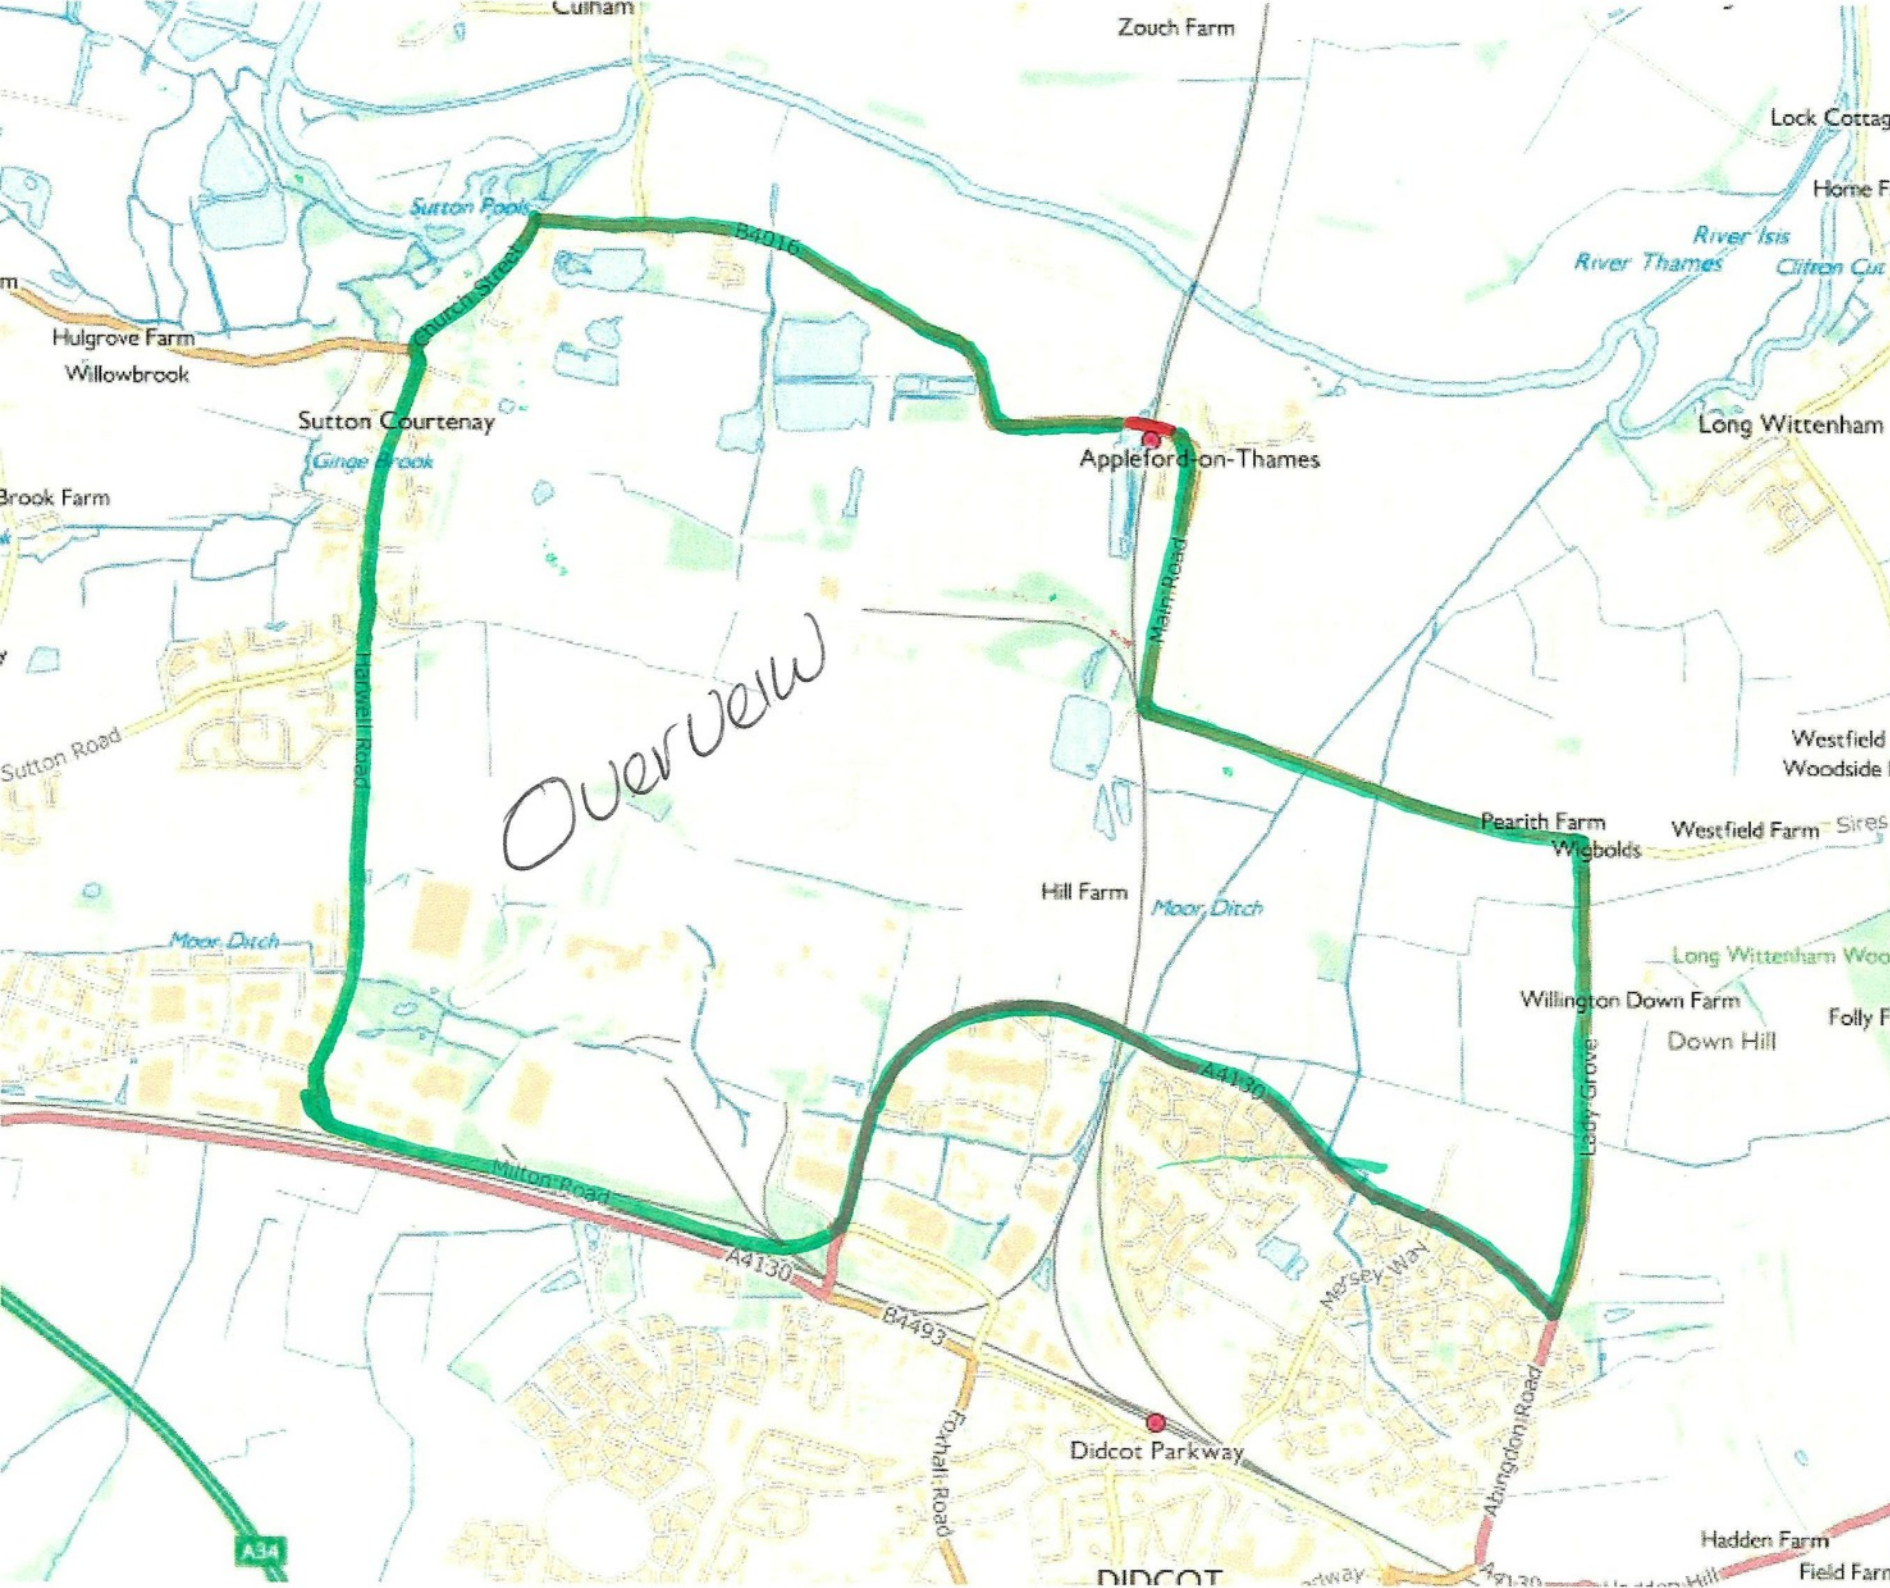 Culham
Zouch Farm
Lock Cottag
Home F
Sutton Pools
B4016
River Isis
River Thames
Clifton Cut
Church Street
m
Hulgrove Farm
Willowbrook
Sutton Courtenay
Long Wittenham
Appleford-on-Thames
Ginge Brook
Brook Farm
Main Road
Overveiw
Harwell Road
Sutton Road
Westfield
Woodside
Pearith Farm
Wigbolds
Westfield Farm
Sires
Hill Farm
Moor Ditch
Moor Ditch
Long Wittenham Woo
Willington Down Farm
Folly F
Down Hill
Lady Grove
A4130
Milton Road
A4130
Mersey Way
B4493
Foxhall Road
Didcot Parkway
Abingdon Road
A34
Hadden Farm
Field Farm
DIDCOT
A4130
Hadden Hill